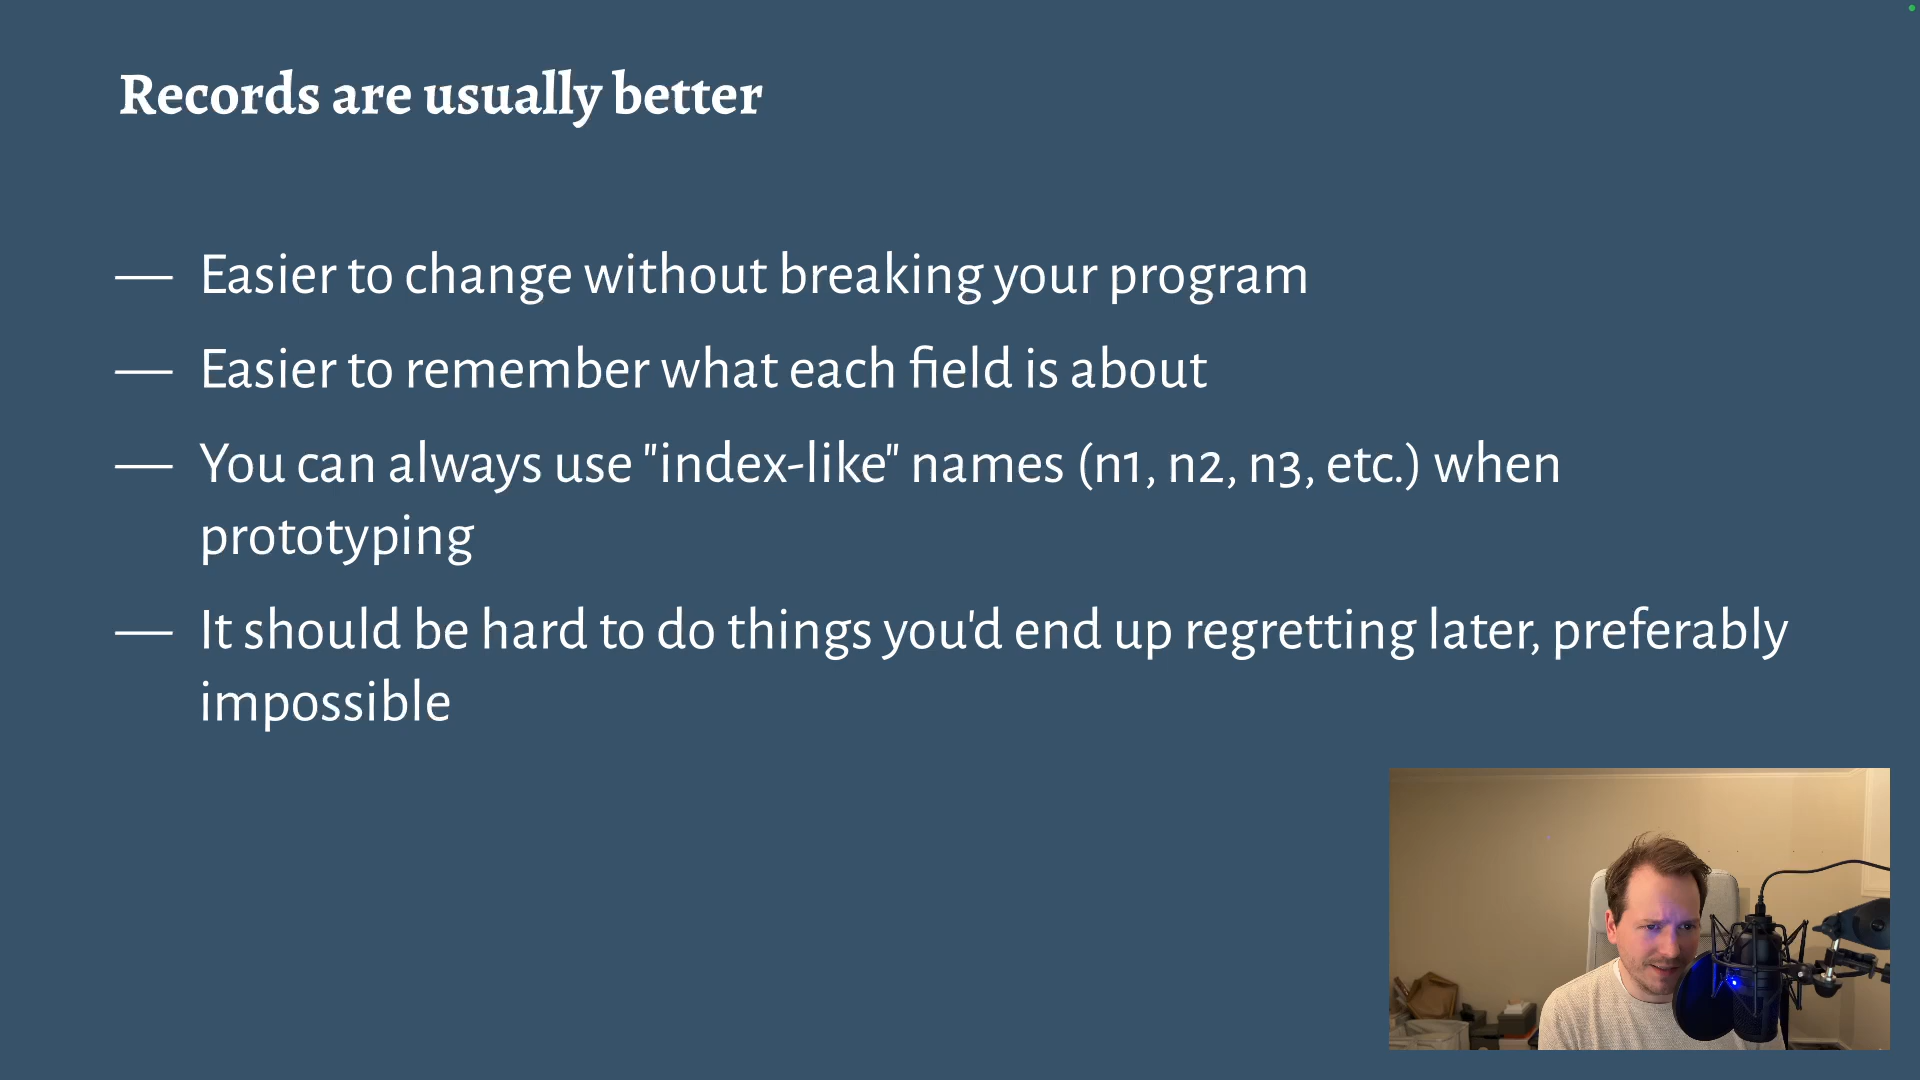 Records are usually better
— Easier to change without breaking your program
— Easier to remember what each field is about
— You can always use "index-like" names (n1, n2, n3, etc.) when
prototyping
— It should be hard to do things you'd end up regretting later, preferably
impossible